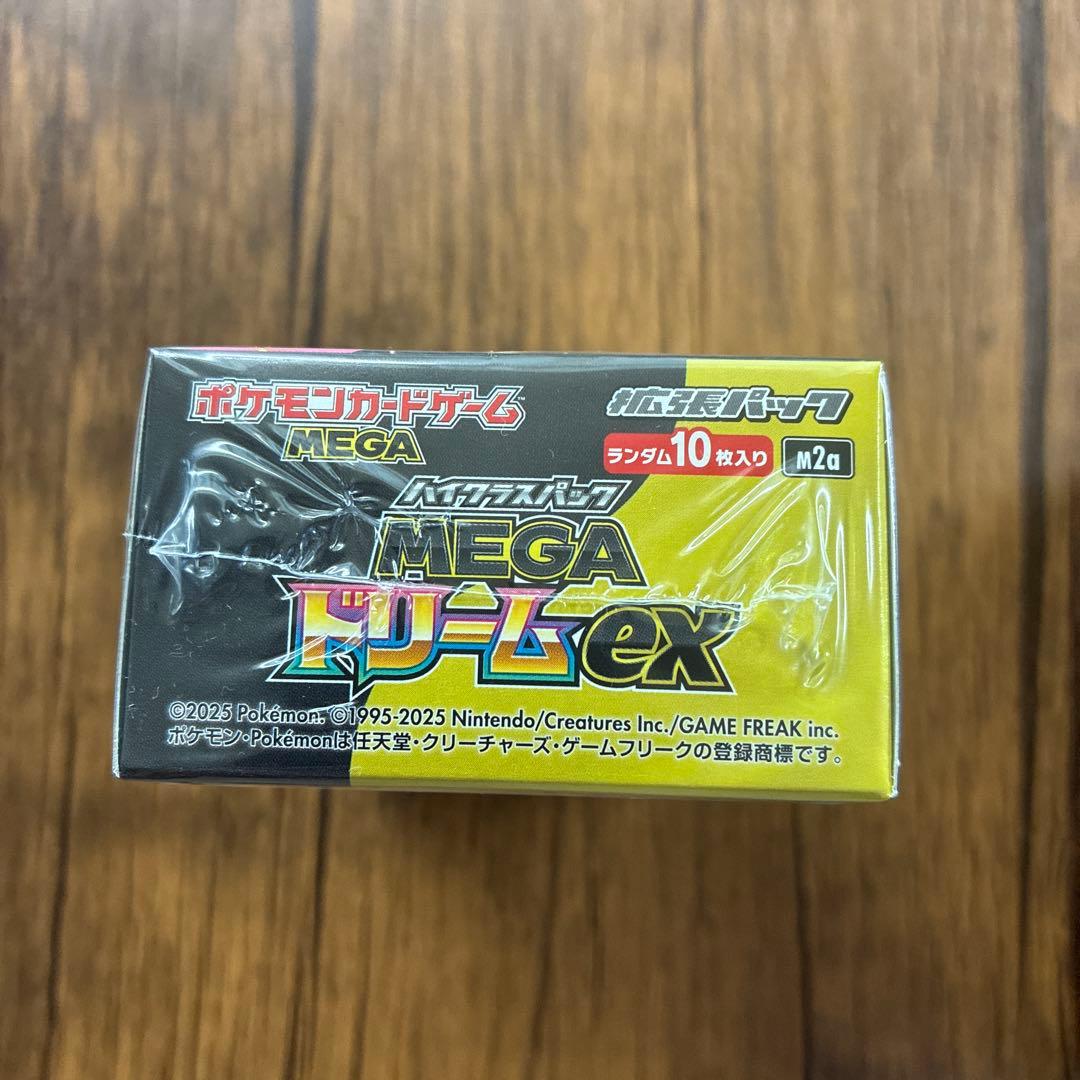 ポケモンカードゲーム™
MEGA
拡張パック
ランダム10枚入り
M2a
ハイクラスパック
MEGA
ドリームex
©2025 Pokémon. ©1995-2025 Nintendo/Creatures Inc./GAME FREAK inc.
ポケモン・Pokémonは任天堂・クリーチャーズ・ゲームフリークの登録商標です。